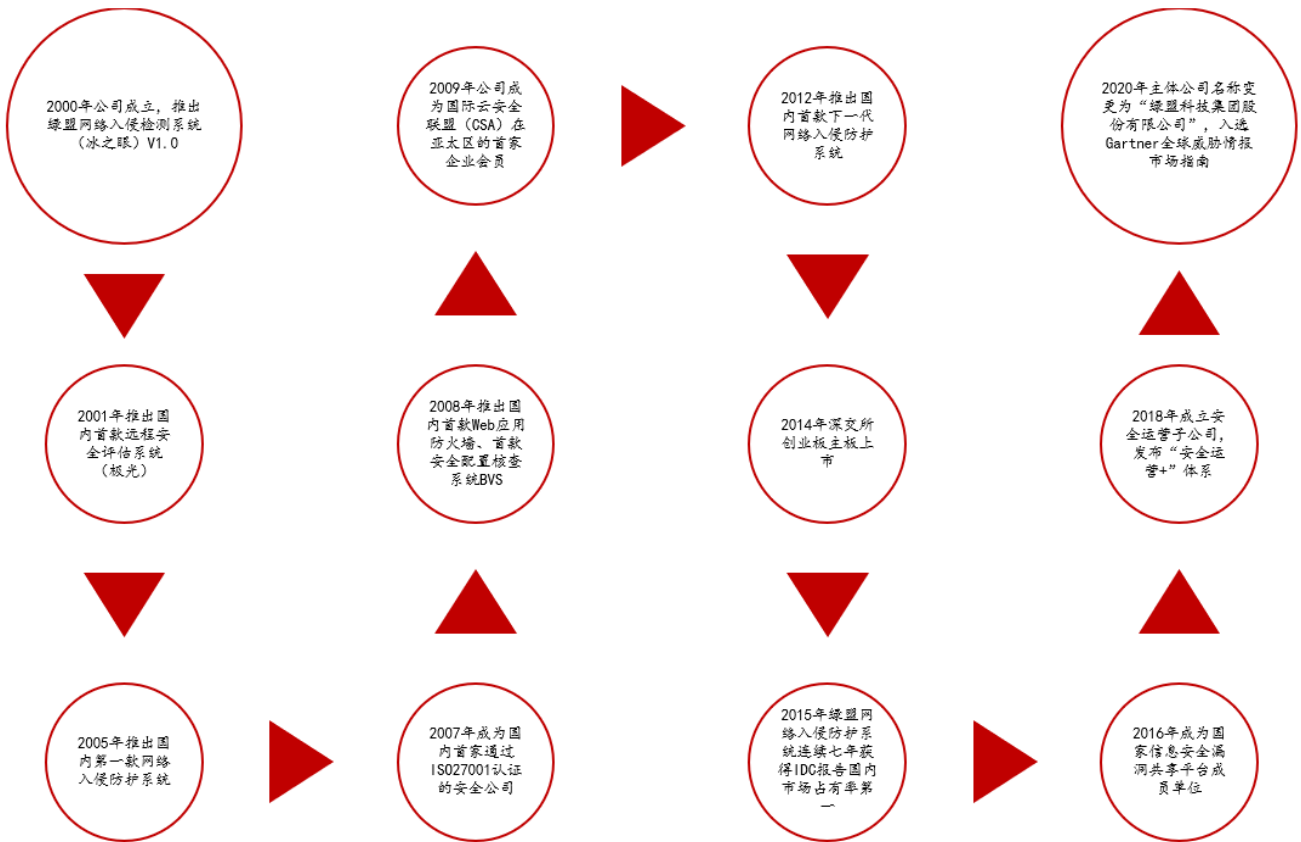 2000年公司成立，推出
绿盟网络入侵检测系统
（冰之眼）V1.0
2001年推出国
内首款远程安
全评估系统
（极光）
2005年推出国
内第一款网络
入侵防护系统
2007年成为国
内首家通过
ISO27001认证
的安全公司
2008年推出国
内首款Web应用
防火墙、首款
安全配置核查
系统BVS
2009年公司成
为国际云安全
联盟（CSA）在
亚太区的首家
企业会员
2012年推出国
内首款下一代
网络入侵防护
系统
2014年深交所
创业板主板上
市
2015年绿盟网
络入侵防护系
统连续七年获
得IDC报告国内
市场占有率第
一
2016年成为国
家信息安全漏
洞共享平台成
员单位
2018年成立安
全运营子公司，
发布“安全运
营+”体系
2020年主体公司名称变
更为“绿盟科技集团股
份有限公司”，入选
Gartner全球威胁情报
市场指南